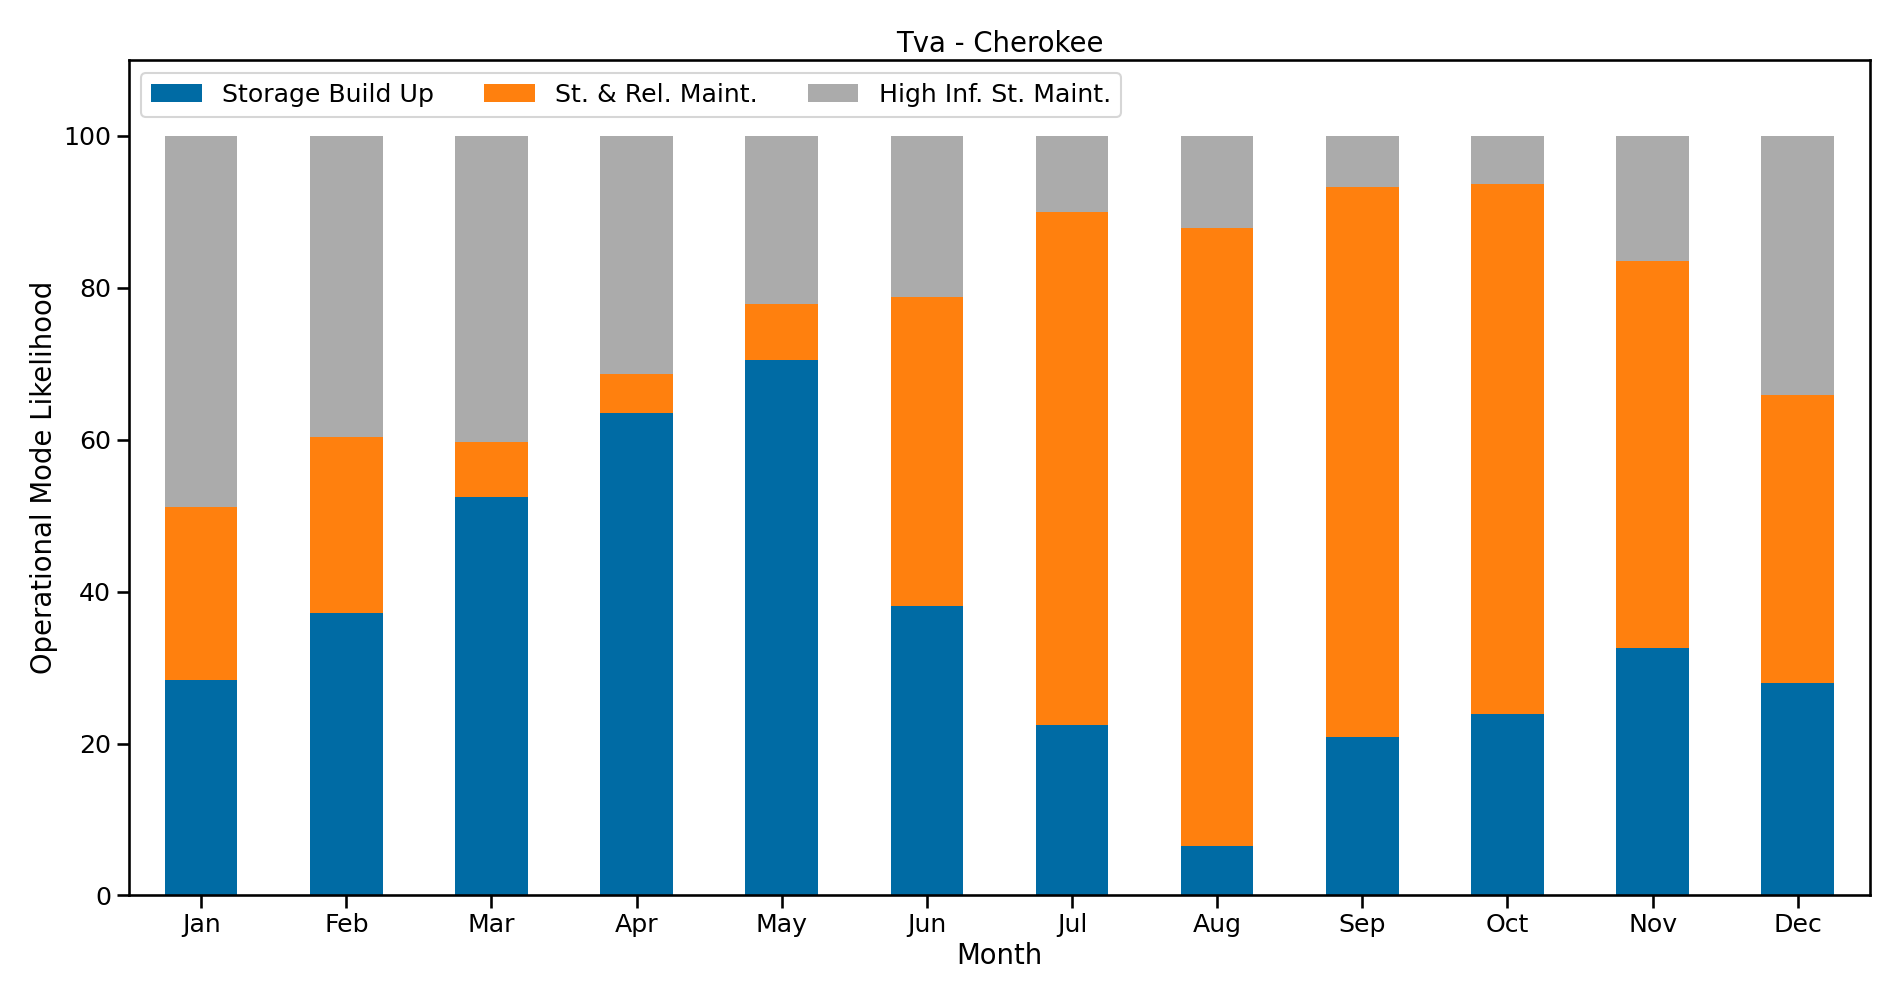 Tva - Cherokee
Storage Build Up St. & Rel. Maint. High Inf. St. Maint.
100
80
60
40
20
0
Operational Mode Likelihood
Jan Feb Mar Apr May Jun Jul Aug Sep Oct Nov Dec
Month